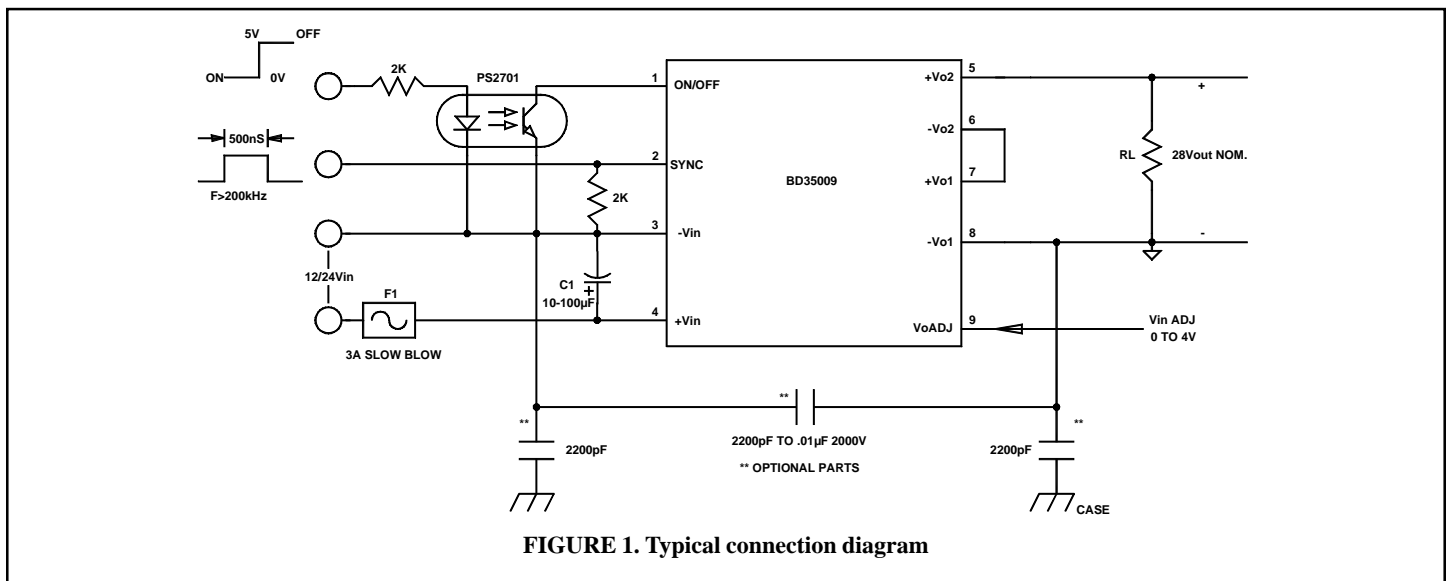 5V OFF
ON 0V
2K
PS2701
1 ON/OFF
500nS
F>200kHz
2 SYNC
2K
3 -Vin
12/24Vin
C1
+
10-100µF
F1
4 +Vin
3A SLOW BLOW
BD35009
+Vo2 5
-Vo2 6
+Vo1 7
-Vo1 8
VoADJ 9
+
RL 28Vout NOM.
-
Vin ADJ
0 TO 4V
**
2200pF
**
2200pF TO .01µF 2000V
** OPTIONAL PARTS
**
2200pF
CASE
FIGURE 1. Typical connection diagram